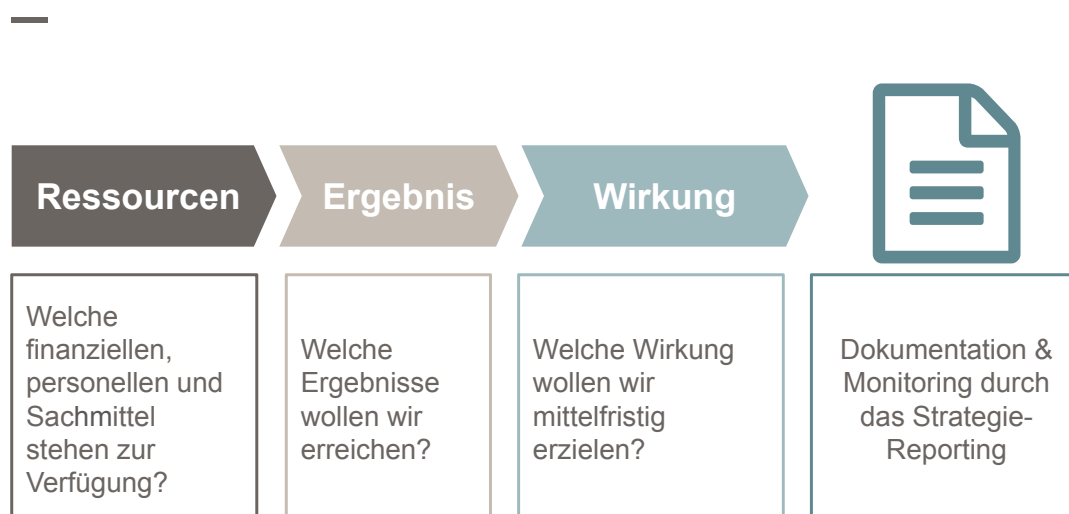 Ressourcen
Ergebnis
Wirkung
Welche
finanziellen,
personellen und
Sachmittel
stehen zur
Verfügung?
Welche
Ergebnisse
wollen wir
erreichen?
Welche Wirkung
wollen wir
mittelfristig
erzielen?
Dokumentation &
Monitoring durch
das Strategie-
Reporting